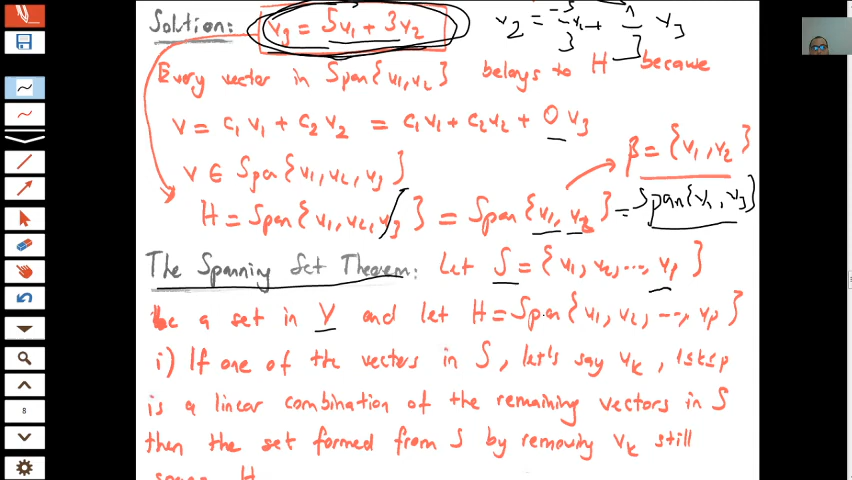 Solution: v3 = 5v1 + 3v2
Every vector in Span{v1,v2} belongs to H because
v = c1v1 + c2v2 = c1v1 + c2v2 + 0v3
v ∈ Span{v1,v2,v3}
β = {v1,v2}
H = Span{v1,v2,v3} = Span{v1,v2} = Span{v1,v3}
The Spanning Set Theorem: Let S = {v1,v2,...,vp}
be a set in V and let H = Span{v1,v2,...,vp}
i) If one of the vectors in S, let's say vk, 1≤k≤p
is a linear combination of the remaining vectors in S
then the set formed from S by removing vk still
spans H
8